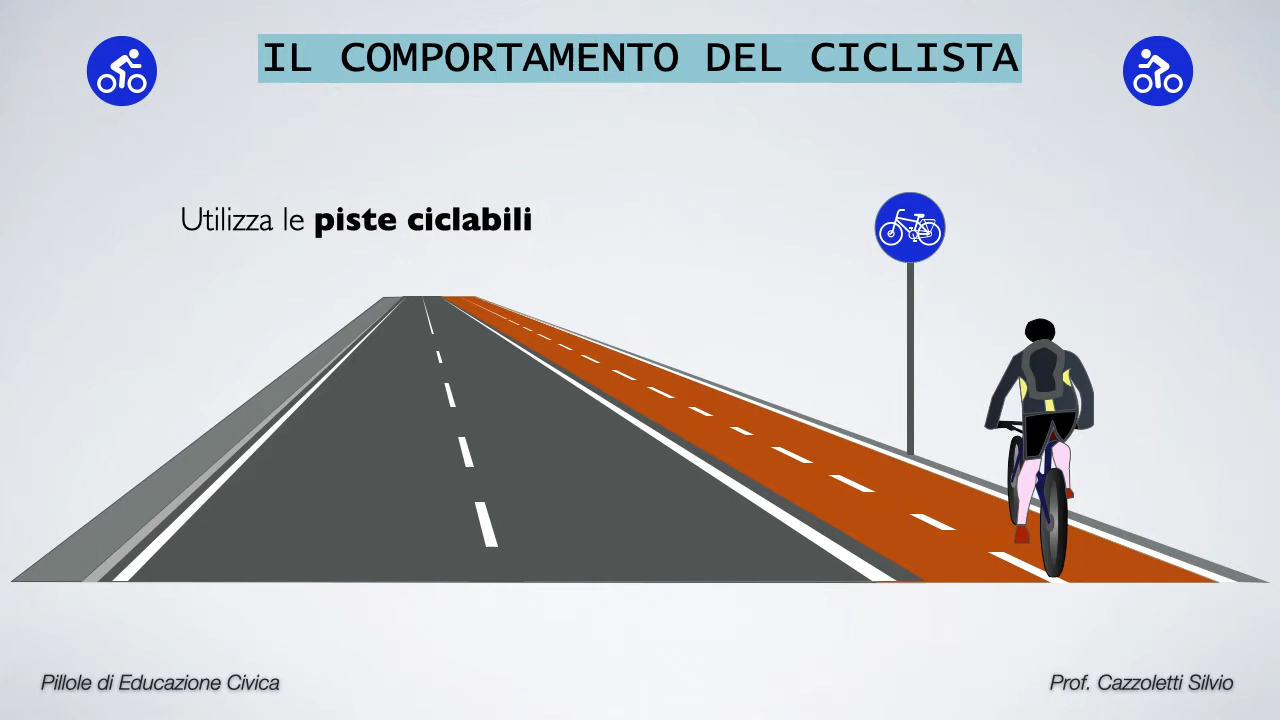 IL COMPORTAMENTO DEL CICLISTA
Utilizza le piste ciclabili
Pillole di Educazione Civica
Prof. Cazzoletti Silvio